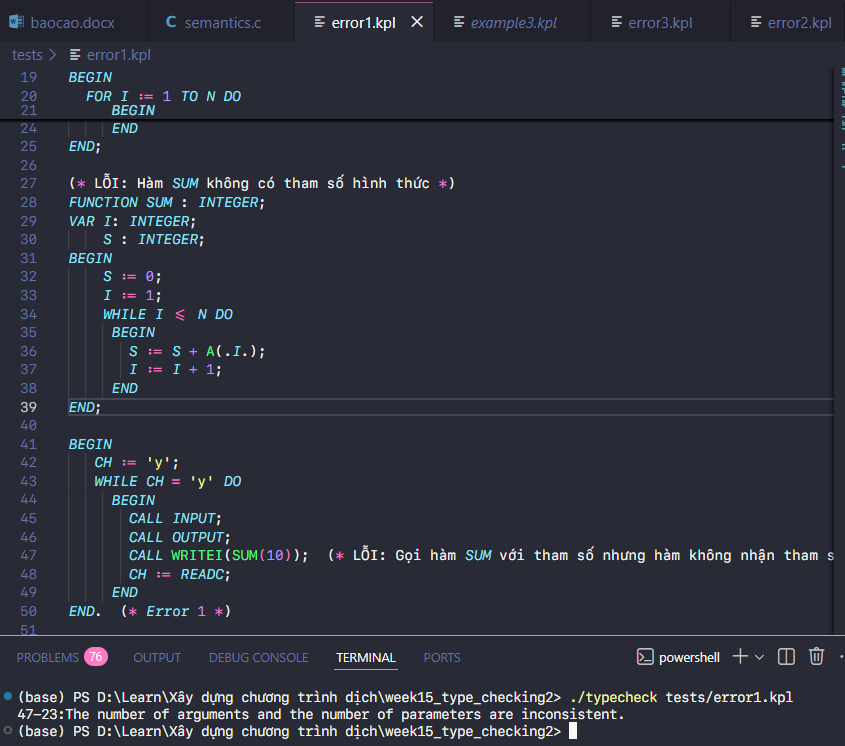 baocao.docx semantics.c error1.kpl example3.kpl error3.kpl error2.kpl
tests > error1.kpl
19 BEGIN
20 FOR I := 1 TO N DO
21 BEGIN
24 END
25 END;
26
27 (* LỖI: Hàm SUM không có tham số hình thức *)
28 FUNCTION SUM : INTEGER;
29 VAR I: INTEGER;
30 S : INTEGER;
31 BEGIN
32 S := 0;
33 I := 1;
34 WHILE I <= N DO
35 BEGIN
36 S := S + A(.I.);
37 I := I + 1;
38 END
39 END;
40
41 BEGIN
42 CH := 'y';
43 WHILE CH = 'y' DO
44 BEGIN
45 CALL INPUT;
46 CALL OUTPUT;
47 CALL WRITEI(SUM(10)); (* LỖI: Gọi hàm SUM với tham số nhưng hàm không nhận tham s
48 CH := READC;
49 END
50 END. (* Error 1 *)
51
PROBLEMS 76 OUTPUT DEBUG CONSOLE TERMINAL PORTS powershell
(base) PS D:\Learn\Xây dựng chương trình dịch\week15_type_checking2> ./typecheck tests/error1.kpl
47-23:The number of arguments and the number of parameters are inconsistent.
(base) PS D:\Learn\Xây dựng chương trình dịch\week15_type_checking2>